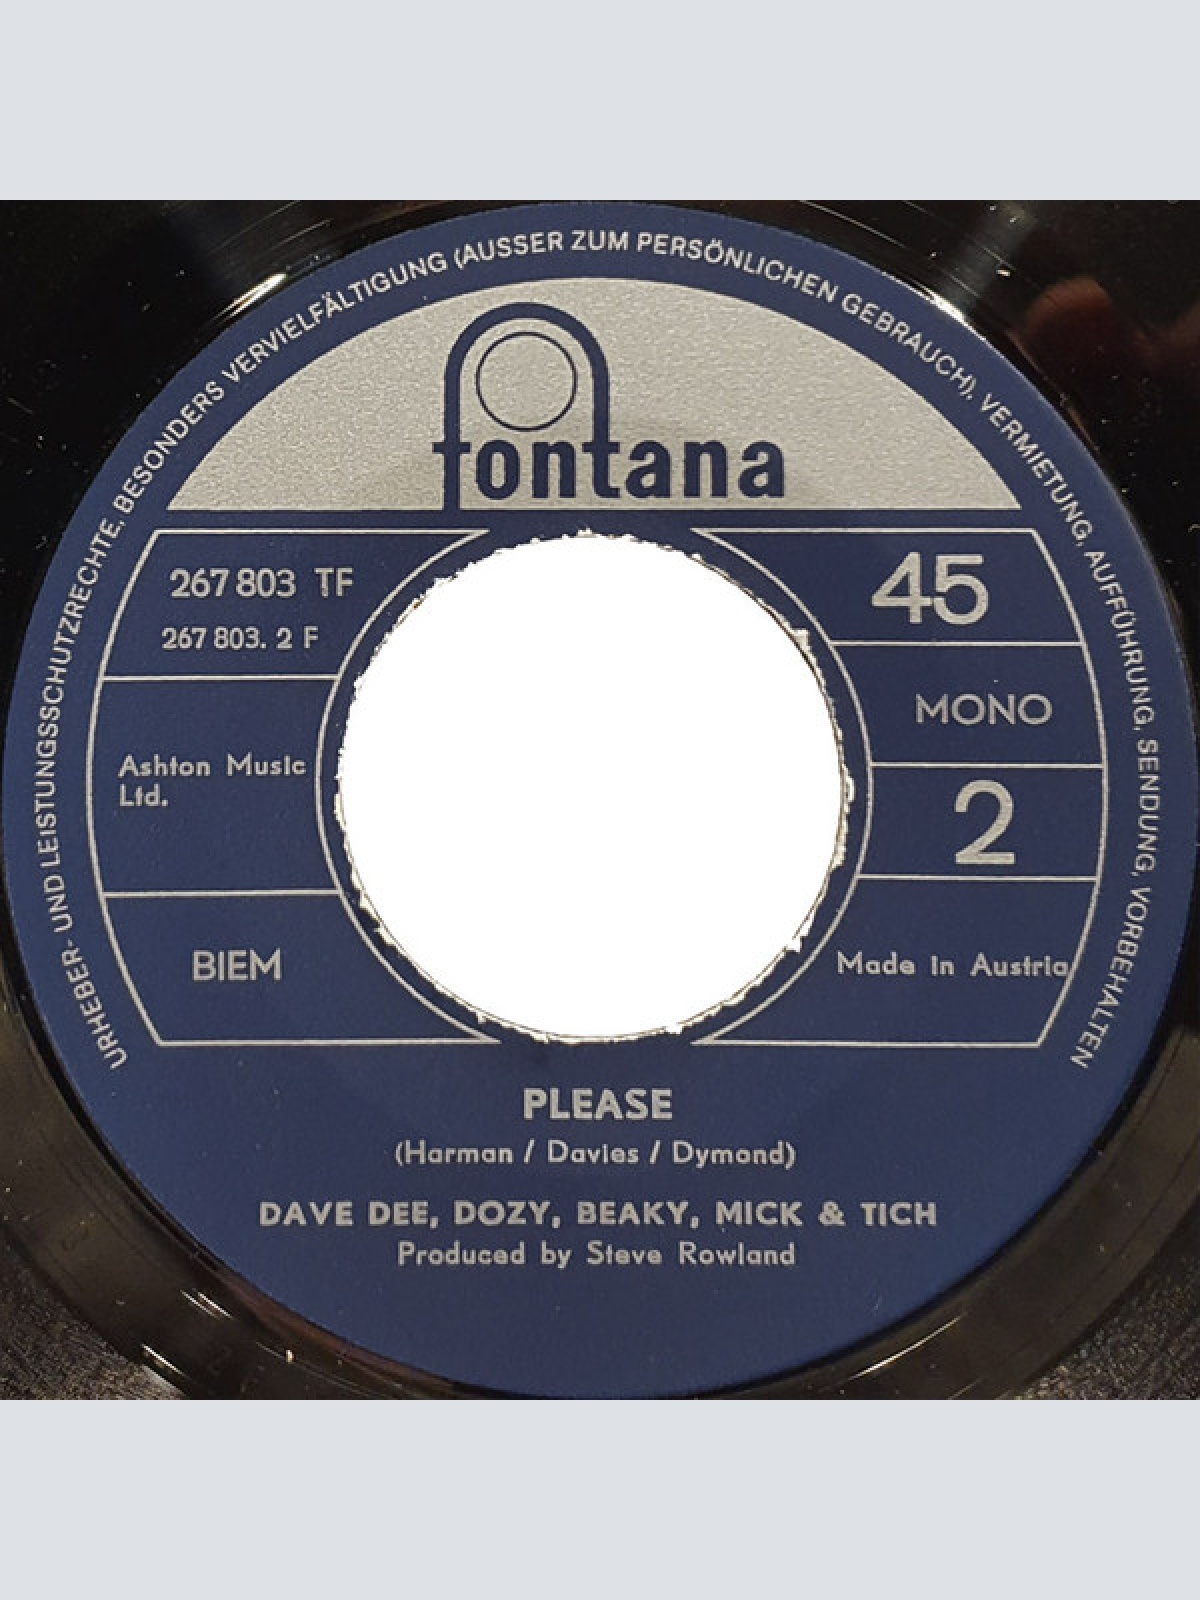 URHEBER- UND LEISTUNGSSCHUTZRECHTE, BESONDERS VERVIELFÄLTIGUNG (AUSSER ZUM PERSÖNLICHEN GEBRAUCH), VERMIETUNG, AUFFÜHRUNG, SENDUNG, VORBEHALTEN
fontana
267 803 TF
267 803. 2 F
45
MONO
Ashton Music
Ltd.
2
BIEM
Made in Austria
PLEASE
(Harman / Davies / Dymond)
DAVE DEE, DOZY, BEAKY, MICK & TICH
Produced by Steve Rowland